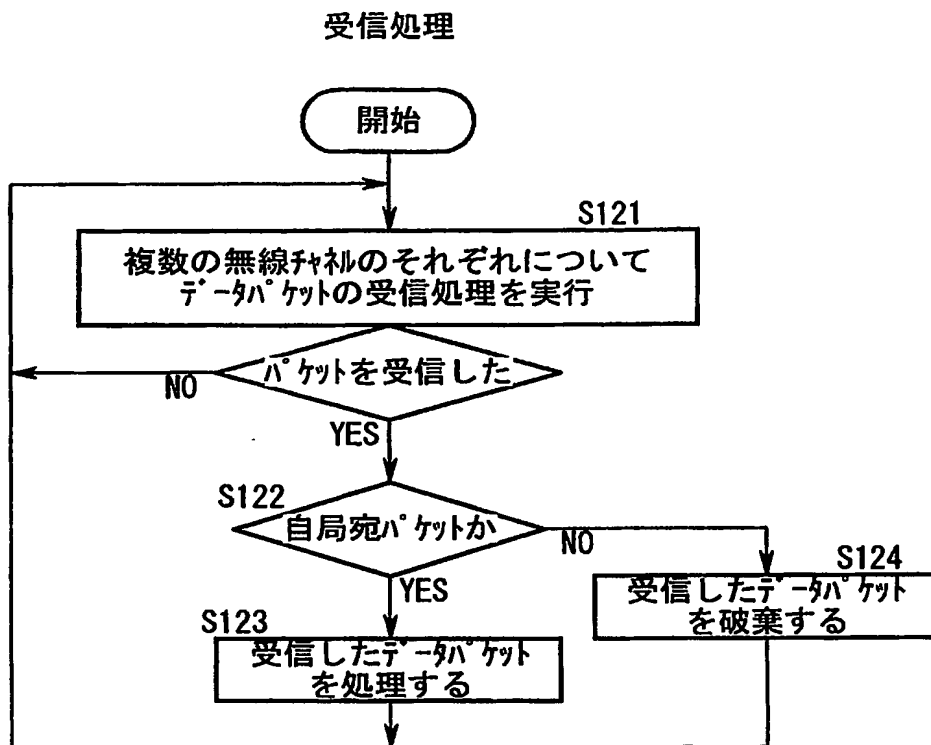 受信処理
開始
S121
複数の無線ﾁｬﾈﾙのそれぞれについて
ﾃﾞｰﾀﾊﾟｹｯﾄの受信処理を実行
ﾊﾟｹｯﾄを受信した
NO
YES
S122
自局宛ﾊﾟｹｯﾄか
NO
YES
S124
受信したﾃﾞｰﾀﾊﾟｹｯﾄ
を破棄する
S123
受信したﾃﾞｰﾀﾊﾟｹｯﾄ
を処理する